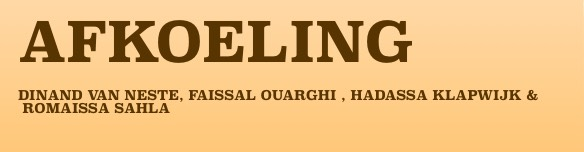 AFKOELING
DINAND VAN NESTE, FAISSAL OUARGHI , HADASSA KLAPWIJK &
ROMAISSA SAHLA